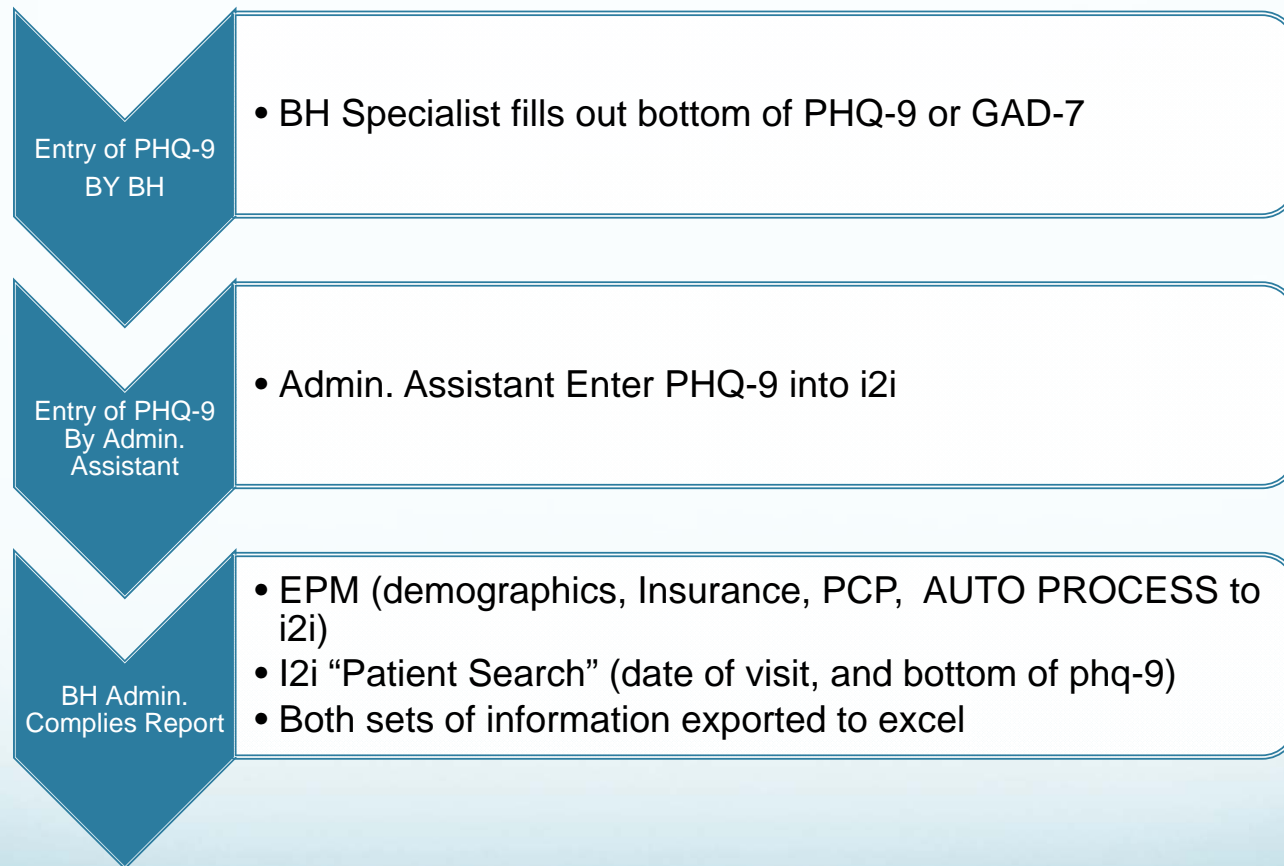 Entry of PHQ-9
BY BH
• BH Specialist fills out bottom of PHQ-9 or GAD-7
Entry of PHQ-9
By Admin.
Assistant
• Admin. Assistant Enter PHQ-9 into i2i
BH Admin.
Complies Report
• EPM (demographics, Insurance, PCP, AUTO PROCESS to
i2i)
• I2i “Patient Search” (date of visit, and bottom of phq-9)
• Both sets of information exported to excel